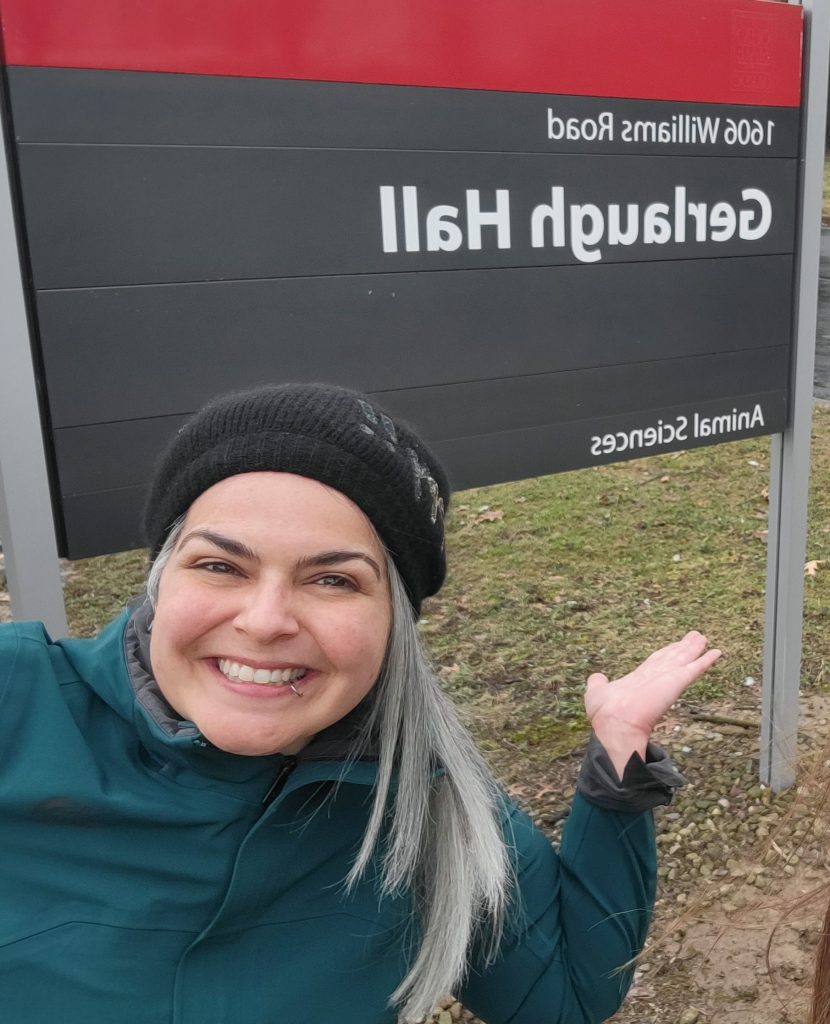 1606 Williams Road
Gerlaugh Hall
Animal Sciences